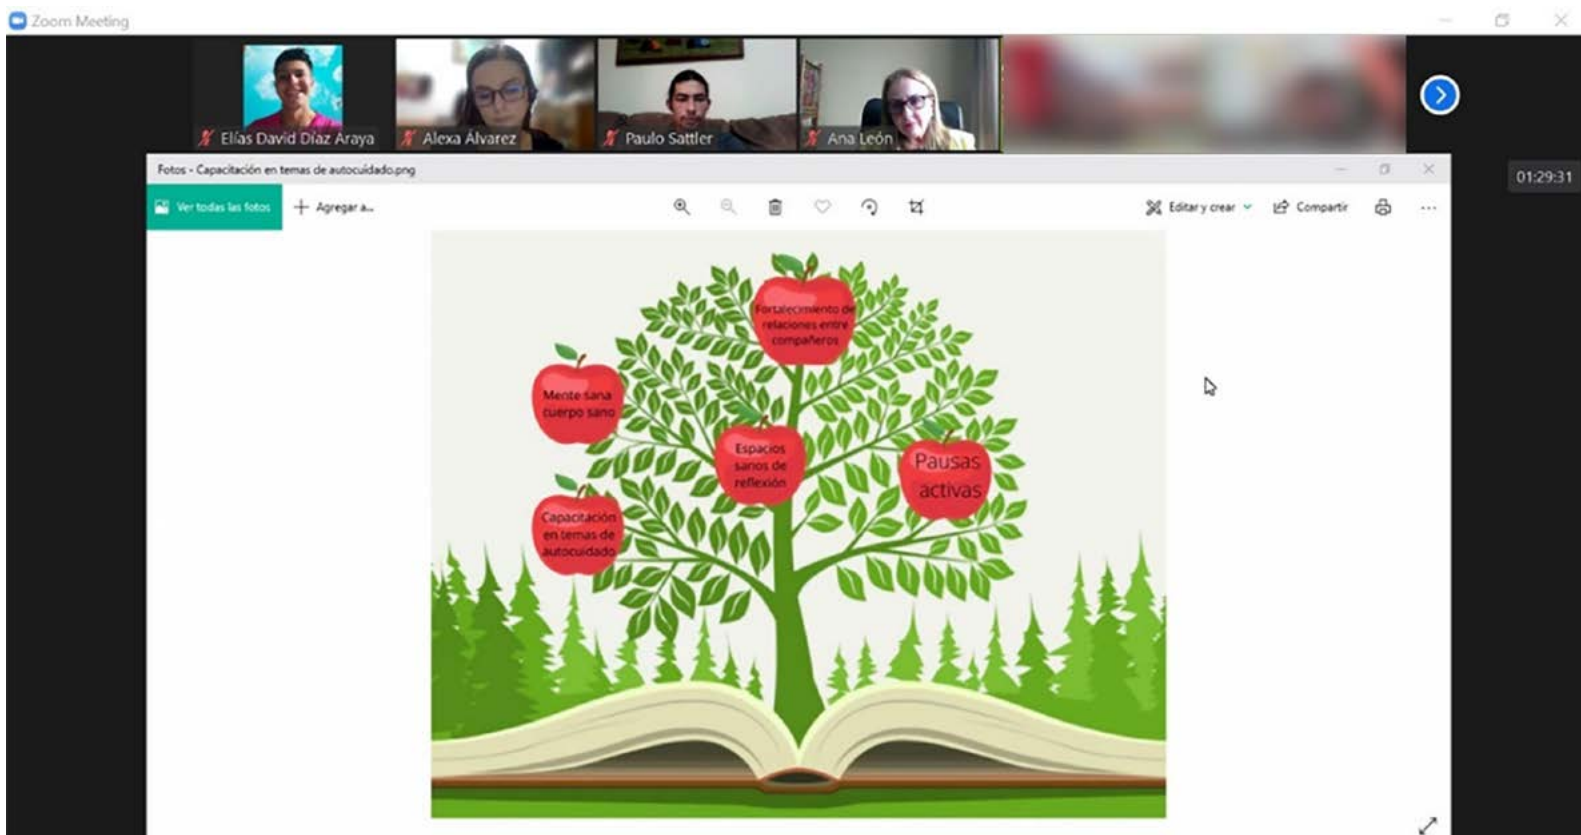 Zoom Meeting
Elías David Díaz Araya
Alexa Álvarez
Paulo Sattler
Ana León
01:29:31
Fotos - Capacitación en temas de autocuidado.png
Ver todas las fotos
Agregar a...
Editar y crear
Compartir
Fortalecimiento de
relaciones entre
compañeros
Mente sana
cuerpo sano
Espacios
sanos de
reflexión
Pausas
activas
Capacitación
en temas de
autocuidado